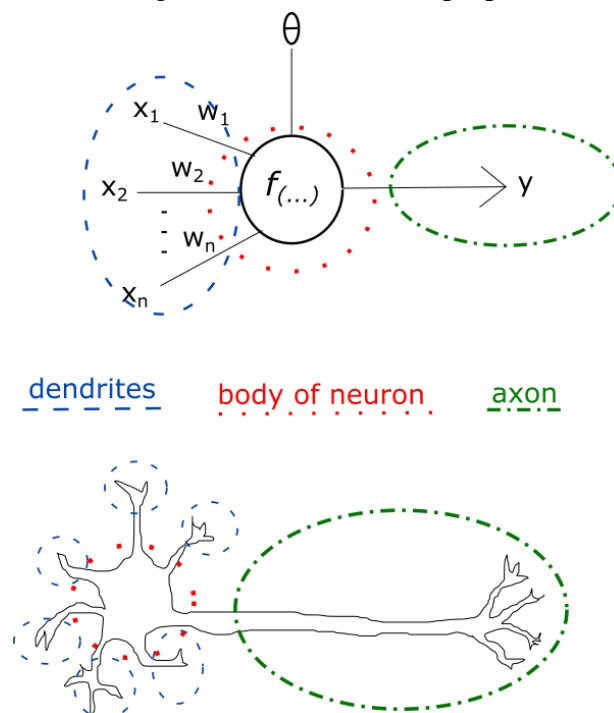 θ
x1 w1
x2 w2
f(...)
y
wn
xn
dendrites body of neuron axon